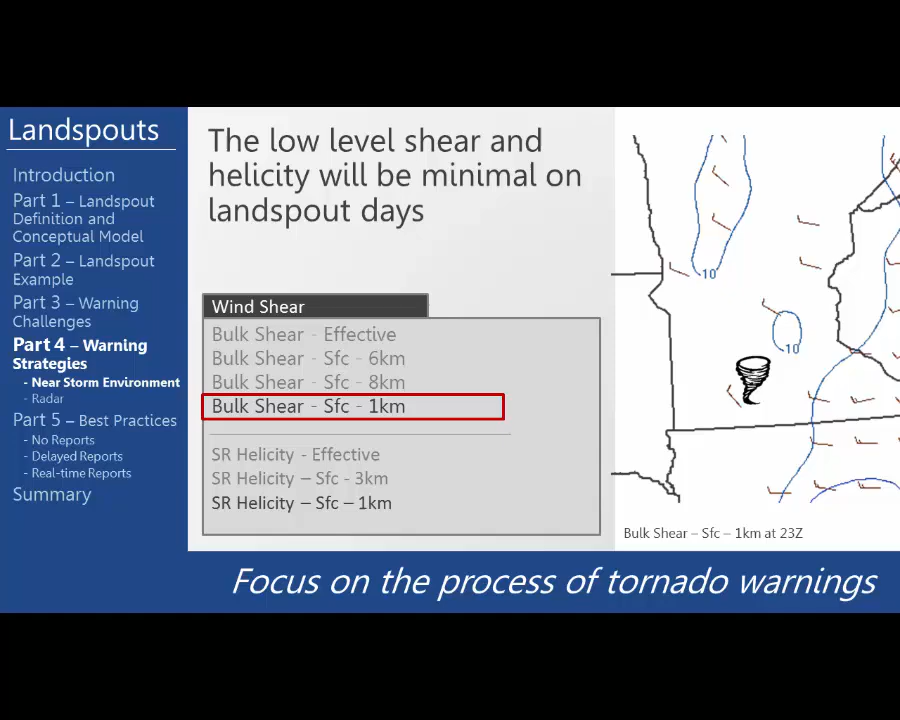 Landspouts
Introduction
Part 1 – Landspout
Definition and
Conceptual Model
Part 2 – Landspout
Example
Part 3 – Warning
Challenges
Part 4 – Warning
Strategies
- Near Storm Environment
- Radar
Part 5 – Best Practices
- No Reports
- Delayed Reports
- Real-time Reports
Summary
The low level shear and
helicity will be minimal on
landspout days
Wind Shear
Bulk Shear - Effective
Bulk Shear - Sfc - 6km
Bulk Shear - Sfc - 8km
Bulk Shear - Sfc - 1km
SR Helicity - Effective
SR Helicity – Sfc - 3km
SR Helicity – Sfc – 1km
10
10
Bulk Shear – Sfc – 1km at 23Z
Focus on the process of tornado warnings